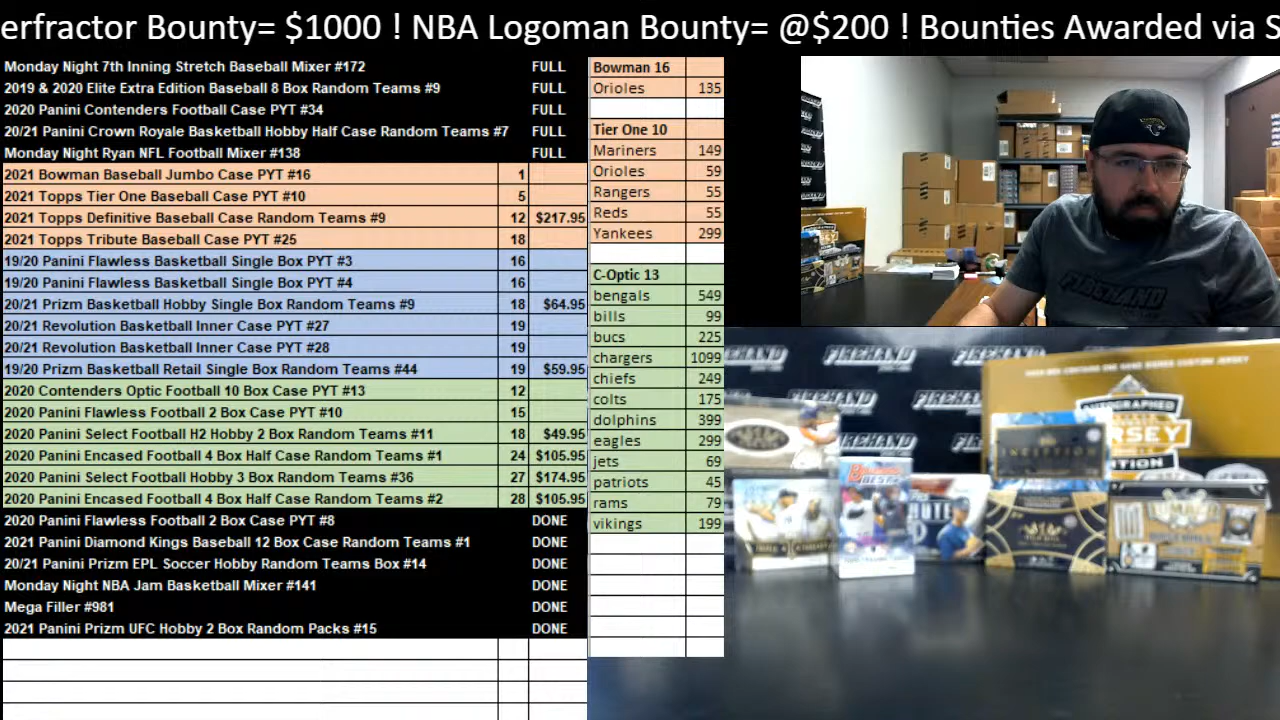 erfractor Bounty= $1000 ! NBA Logoman Bounty= @$200 ! Bounties Awarded via S
Monday Night 7th Inning Stretch Baseball Mixer #172 FULL
2019 & 2020 Elite Extra Edition Baseball 8 Box Random Teams #9 FULL
2020 Panini Contenders Football Case PYT #34 FULL
20/21 Panini Crown Royale Basketball Hobby Half Case Random Teams #7 FULL
Monday Night Ryan NFL Football Mixer #138 FULL
2021 Bowman Baseball Jumbo Case PYT #16 1
2021 Topps Tier One Baseball Case PYT #10 5
2021 Topps Definitive Baseball Case Random Teams #9 12 $217.95
2021 Topps Tribute Baseball Case PYT #25 18
19/20 Panini Flawless Basketball Single Box PYT #3 16
19/20 Panini Flawless Basketball Single Box PYT #4 16
20/21 Prizm Basketball Hobby Single Box Random Teams #9 18 $64.95
20/21 Revolution Basketball Inner Case PYT #27 19
20/21 Revolution Basketball Inner Case PYT #28 19
19/20 Prizm Basketball Retail Single Box Random Teams #44 19 $59.95
2020 Contenders Optic Football 10 Box Case PYT #13 12
2020 Panini Flawless Football 2 Box Case PYT #10 15
2020 Panini Select Football H2 Hobby 2 Box Random Teams #11 18 $49.95
2020 Panini Encased Football 4 Box Half Case Random Teams #1 24 $105.95
2020 Panini Select Football Hobby 3 Box Random Teams #36 27 $174.95
2020 Panini Encased Football 4 Box Half Case Random Teams #2 28 $105.95
2020 Panini Flawless Football 2 Box Case PYT #8 DONE
2021 Panini Diamond Kings Baseball 12 Box Case Random Teams #1 DONE
20/21 Panini Prizm EPL Soccer Hobby Random Teams Box #14 DONE
Monday Night NBA Jam Basketball Mixer #141 DONE
Mega Filler #981 DONE
2021 Panini Prizm UFC Hobby 2 Box Random Packs #15 DONE
Bowman 16
Orioles 135
Tier One 10
Mariners 149
Orioles 59
Rangers 55
Reds 55
Yankees 299
C-Optic 13
bengals 549
bills 99
bucs 225
chargers 1099
chiefs 249
colts 175
dolphins 399
eagles 299
jets 69
patriots 45
rams 79
vikings 199
FIREHAND
FIREHAND
FIREHAND
AUTOGRAPHED
JERSEY
EDITION
INCEPTION
BEST